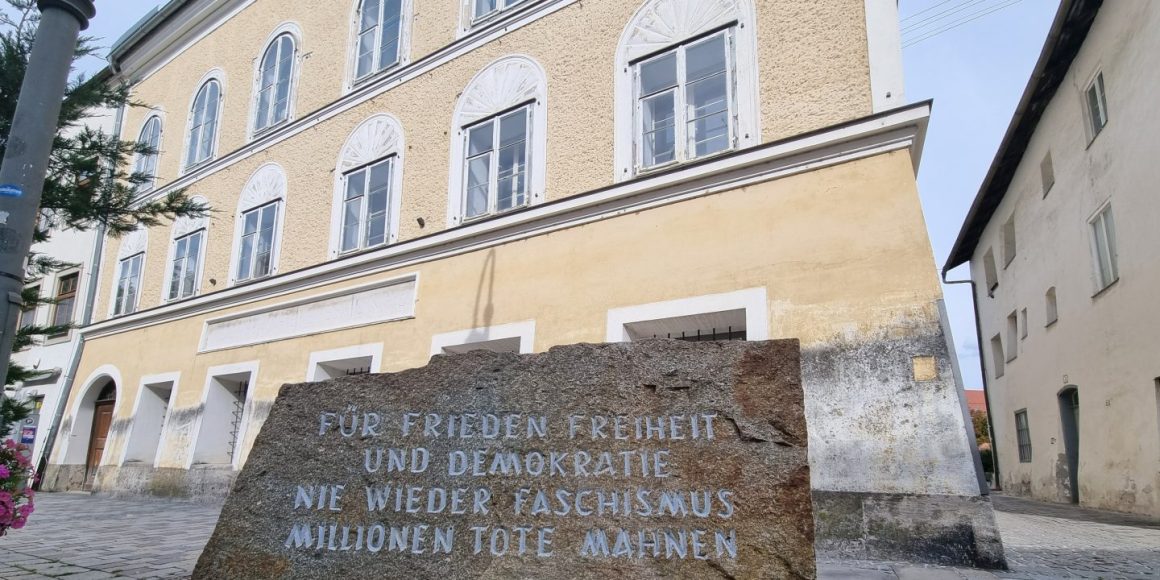 FÜR FRIEDEN FREIHEIT
UND DEMOKRATIE
NIE WIEDER FASCHISMUS
MILLIONEN TOTE MAHNEN